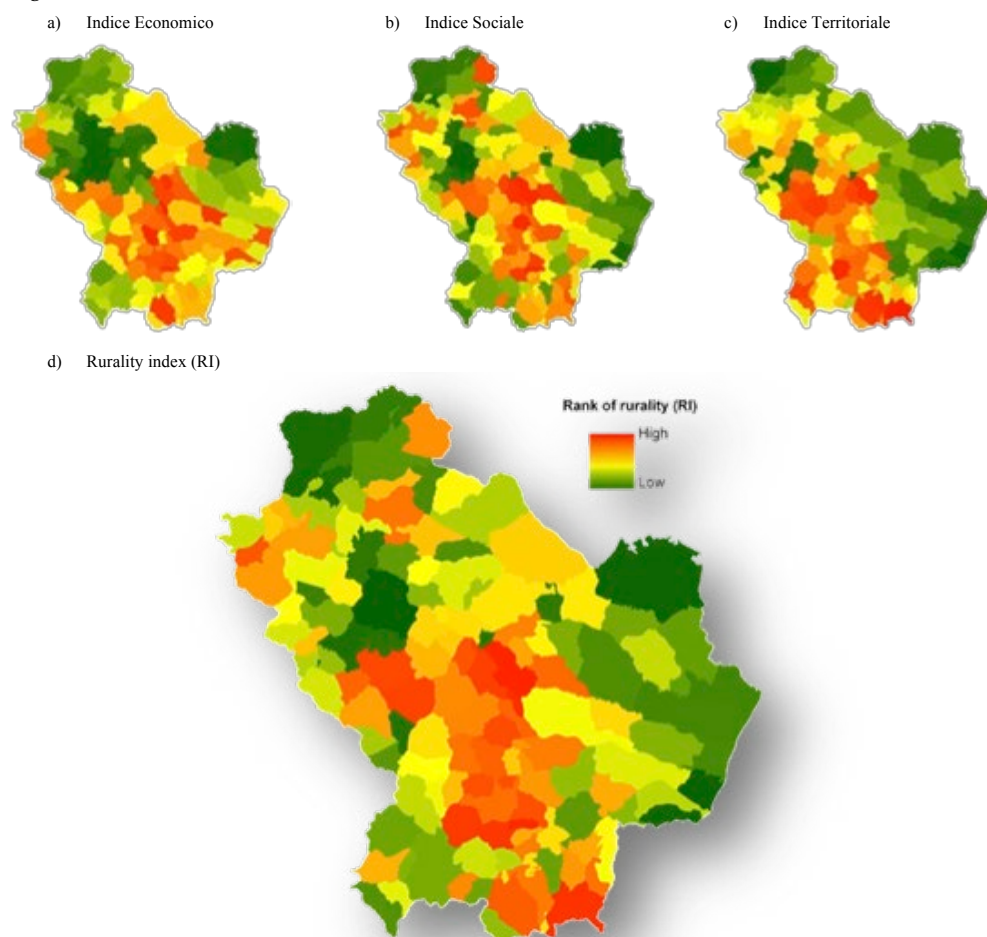 a) Indice Economico
b) Indice Sociale
c) Indice Territoriale
d) Rurality index (RI)
Rank of rurality (RI)
High
Low